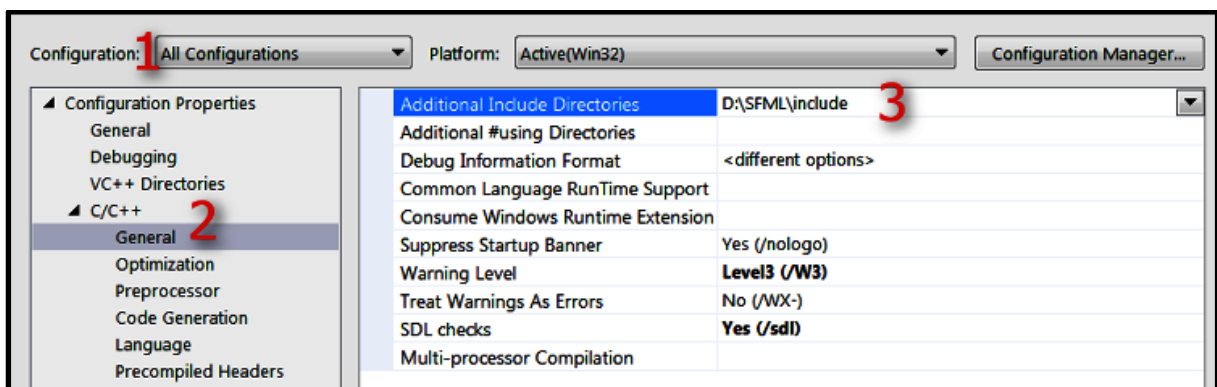 Configuration: 1 All Configurations Platform: Active(Win32) Configuration Manager...
Configuration Properties
General
Debugging
VC++ Directories
C/C++
2
General
Optimization
Preprocessor
Code Generation
Language
Precompiled Headers
Additional Include Directories D:\SFML\include 3
Additional #using Directories
Debug Information Format <different options>
Common Language RunTime Support
Consume Windows Runtime Extension
Suppress Startup Banner Yes (/nologo)
Warning Level Level3 (/W3)
Treat Warnings As Errors No (/WX-)
SDL checks Yes (/sdl)
Multi-processor Compilation